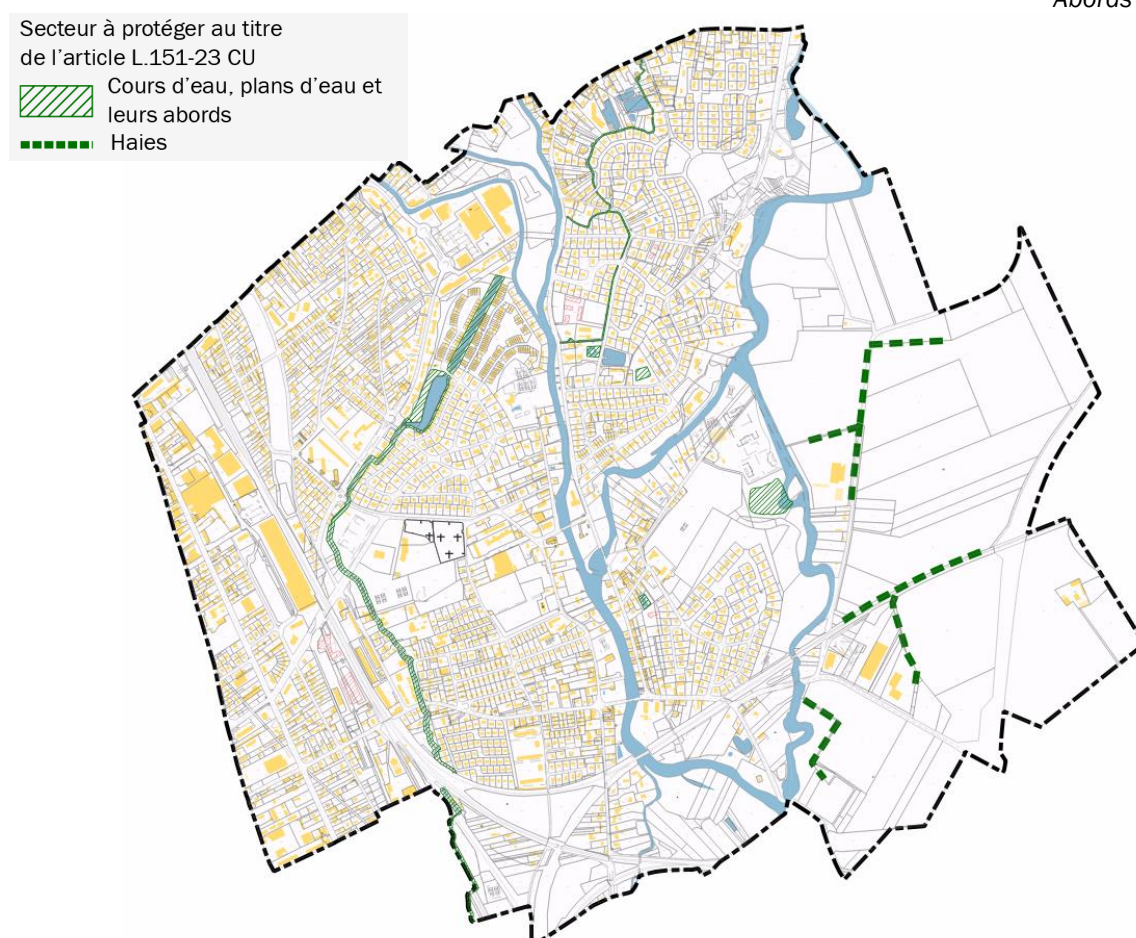 Abords
Secteur à protéger au titre
de l’article L.151-23 CU
Cours d’eau, plans d’eau et
leurs abords
Haies